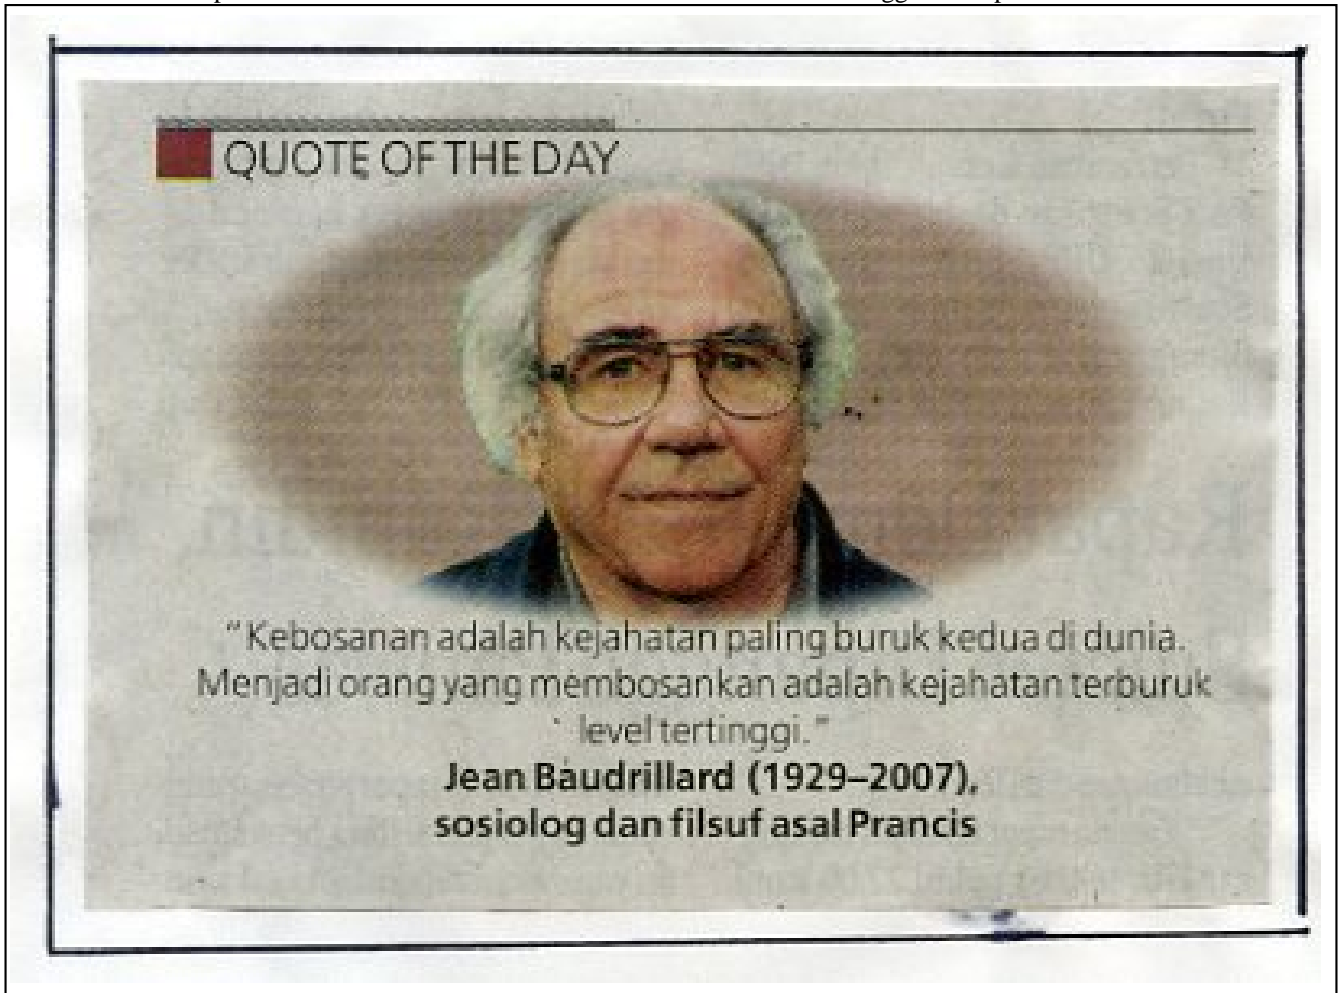 QUOTE OF THE DAY
“Kebosanan adalah kejahatan paling buruk kedua di dunia.
Menjadi orang yang membosankan adalah kejahatan terburuk
level tertinggi.”
Jean Baudrillard (1929–2007),
sosiolog dan filsuf asal Prancis